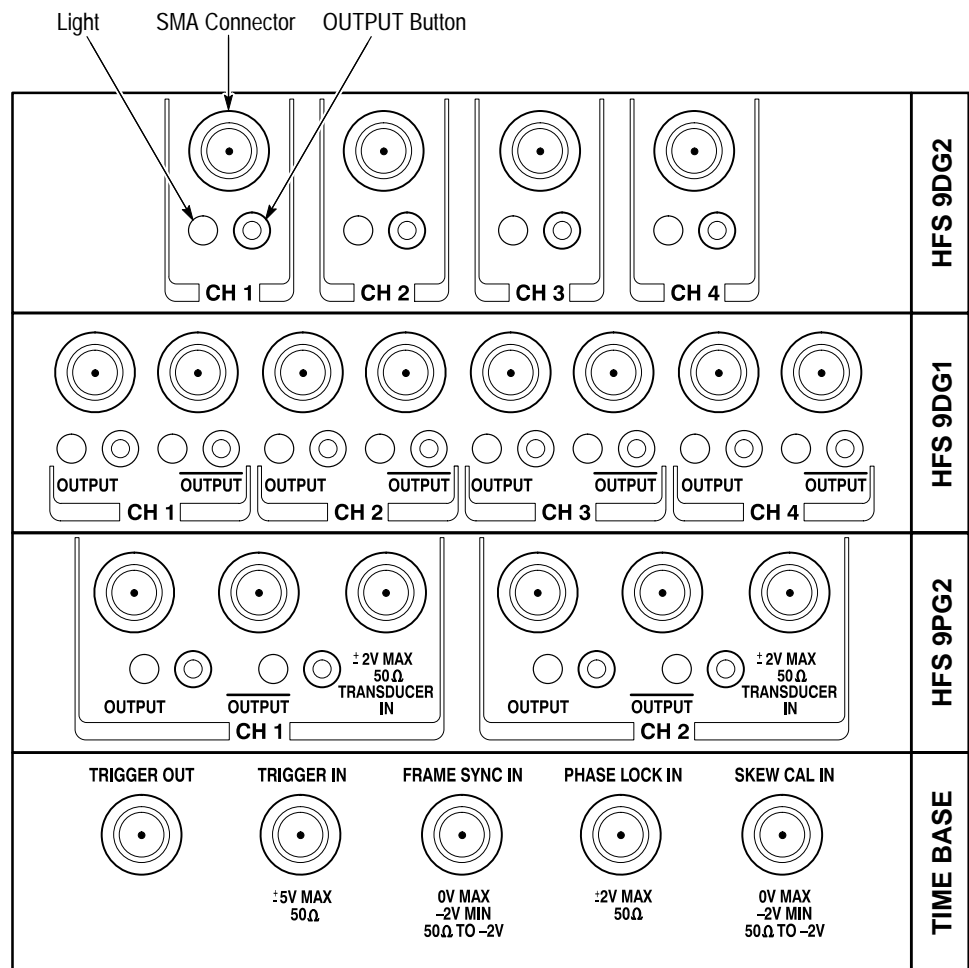 Light SMA Connector OUTPUT Button
HFS 9DG2
CH 1 CH 2 CH 3 CH 4
HFS 9DG1
OUTPUT OUTPUT OUTPUT OUTPUT OUTPUT OUTPUT OUTPUT OUTPUT
CH 1 CH 2 CH 3 CH 4
HFS 9PG2
± 2V MAX ± 2V MAX
50Ω 50Ω
TRANSDUCER TRANSDUCER
OUTPUT OUTPUT IN OUTPUT OUTPUT IN
CH 1 CH 2
TIME BASE
TRIGGER OUT TRIGGER IN FRAME SYNC IN PHASE LOCK IN SKEW CAL IN
±5V MAX 0V MAX ±2V MAX 0V MAX
50Ω –2V MIN 50Ω –2V MIN
50Ω TO –2V 50Ω TO –2V